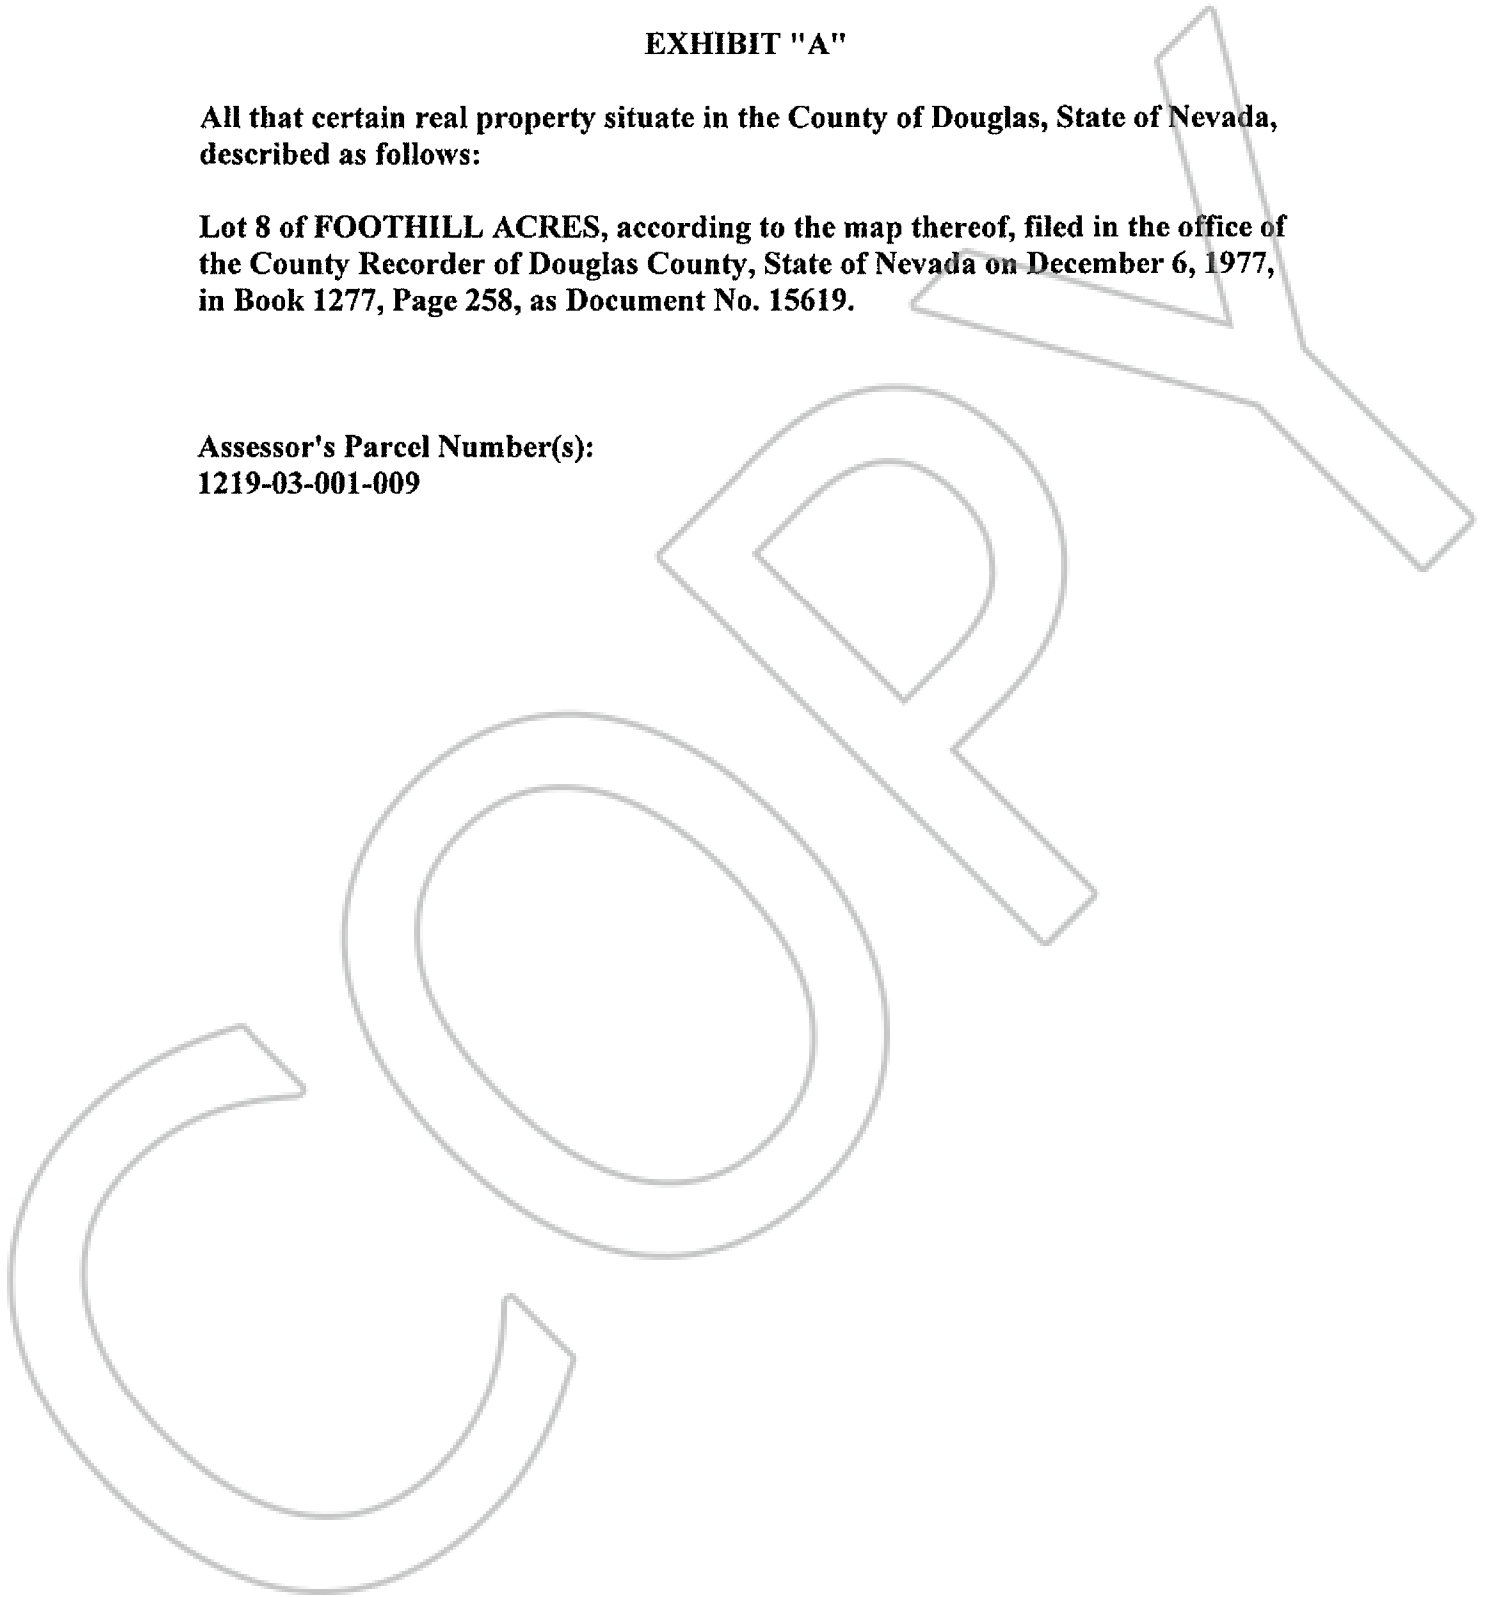 EXHIBIT "A"
All that certain real property situate in the County of Douglas, State of Nevada,
described as follows:
Lot 8 of FOOTHILL ACRES, according to the map thereof, filed in the office of
the County Recorder of Douglas County, State of Nevada on December 6, 1977,
in Book 1277, Page 258, as Document No. 15619.
Assessor's Parcel Number(s):
1219-03-001-009
COPY